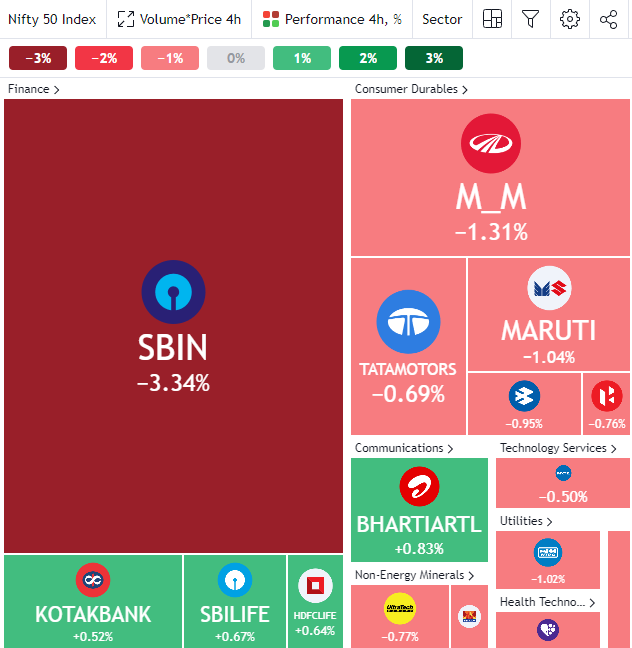 Nifty 50 Index
Volume*Price 4h
Performance 4h, %
Sector
−3%
−2%
−1%
0%
1%
2%
3%
Finance
SBIN
−3.34%
KOTAKBANK
+0.52%
SBILIFE
+0.67%
HDFCLIFE
+0.64%
Consumer Durables
M_M
−1.31%
TATAMOTORS
−0.69%
MARUTI
−1.04%
−0.95%
−0.76%
Communications
BHARTIARTL
+0.83%
Technology Services
−0.50%
Utilities
−1.02%
Non-Energy Minerals
UltraTech
−0.77%
Health Techno...